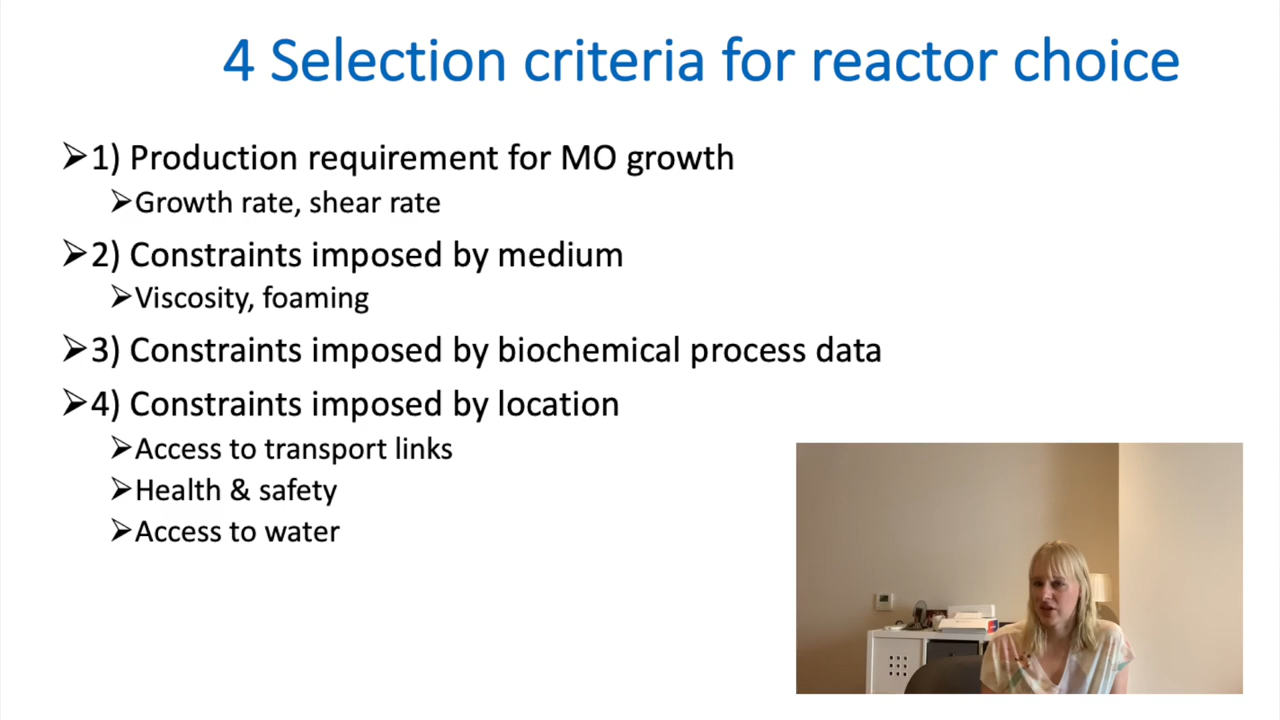 4 Selection criteria for reactor choice
➢1) Production requirement for MO growth
➢Growth rate, shear rate
➢2) Constraints imposed by medium
➢Viscosity, foaming
➢3) Constraints imposed by biochemical process data
➢4) Constraints imposed by location
➢Access to transport links
➢Health & safety
➢Access to water